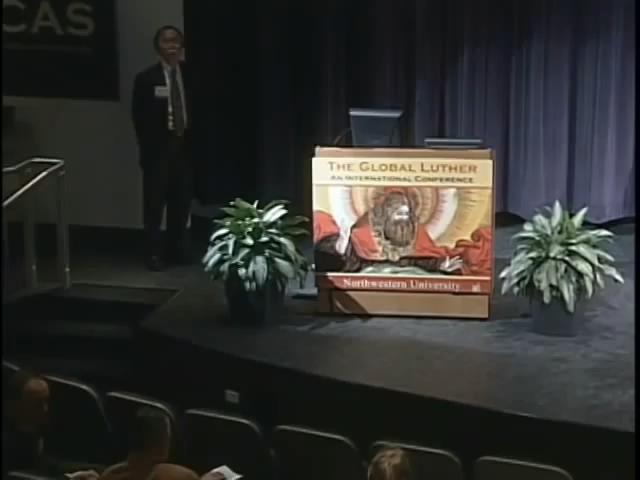 CAS
THE GLOBAL LUTHER
AN INTERNATIONAL CONFERENCE
Northwestern University